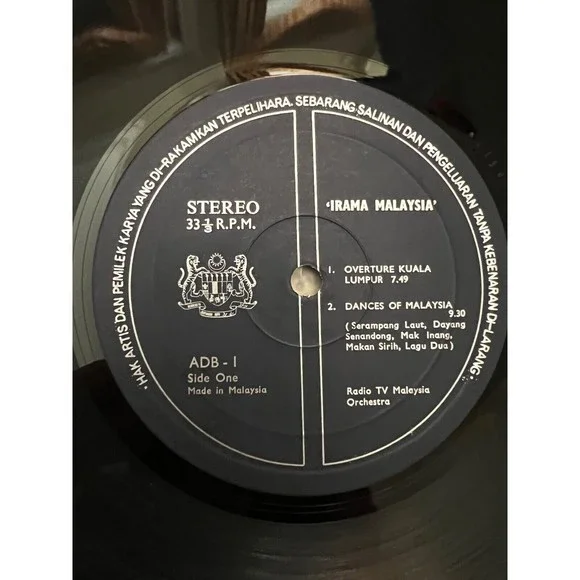 ·HAK ARTIS DAN PEMILEK KARYA YANG DI-RAKAMKAN TERPELIHARA. SEBARANG SALINAN DAN PENGELUARAN TANPA KEBENARAN DI-LARANG·
STEREO
33-1/3 R.P.M.
ADB - 1
Side One
Made in Malaysia
'IRAMA MALAYSIA'
1. OVERTURE KUALA
LUMPUR 7.49
2. DANCES OF MALAYSIA
9.30
(Serampang Laut, Dayang
Senandong, Mak Inang,
Makan Sirih, Lagu Dua)
Radio TV Malaysia
Orchestra